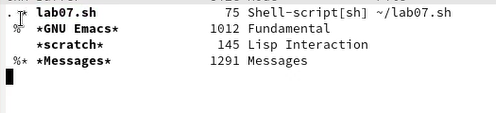 . * lab07.sh 75 Shell-script[sh] ~/lab07.sh
%* *GNU Emacs* 1012 Fundamental
*scratch* 145 Lisp Interaction
%* *Messages* 1291 Messages